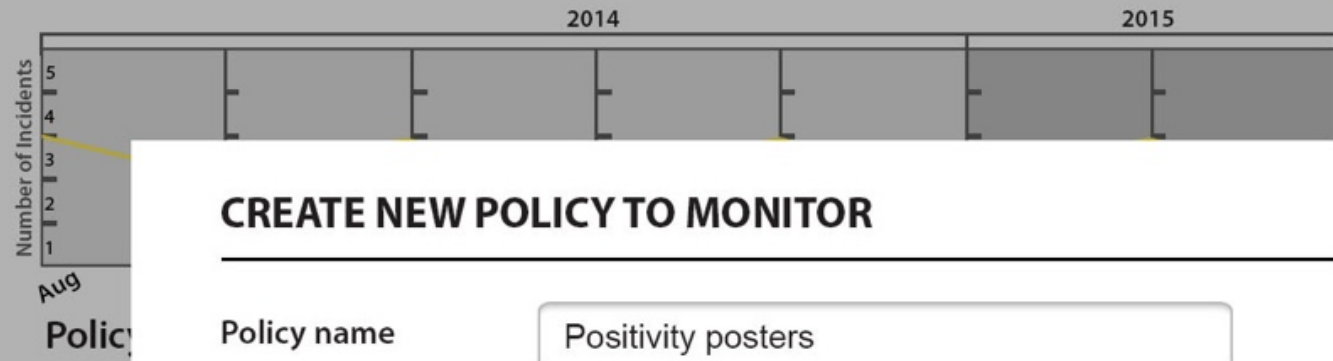 2014
2015
Number of Incidents
5
4
3
2
1
Aug
CREATE NEW POLICY TO MONITOR
Policy
Policy name
Positivity posters